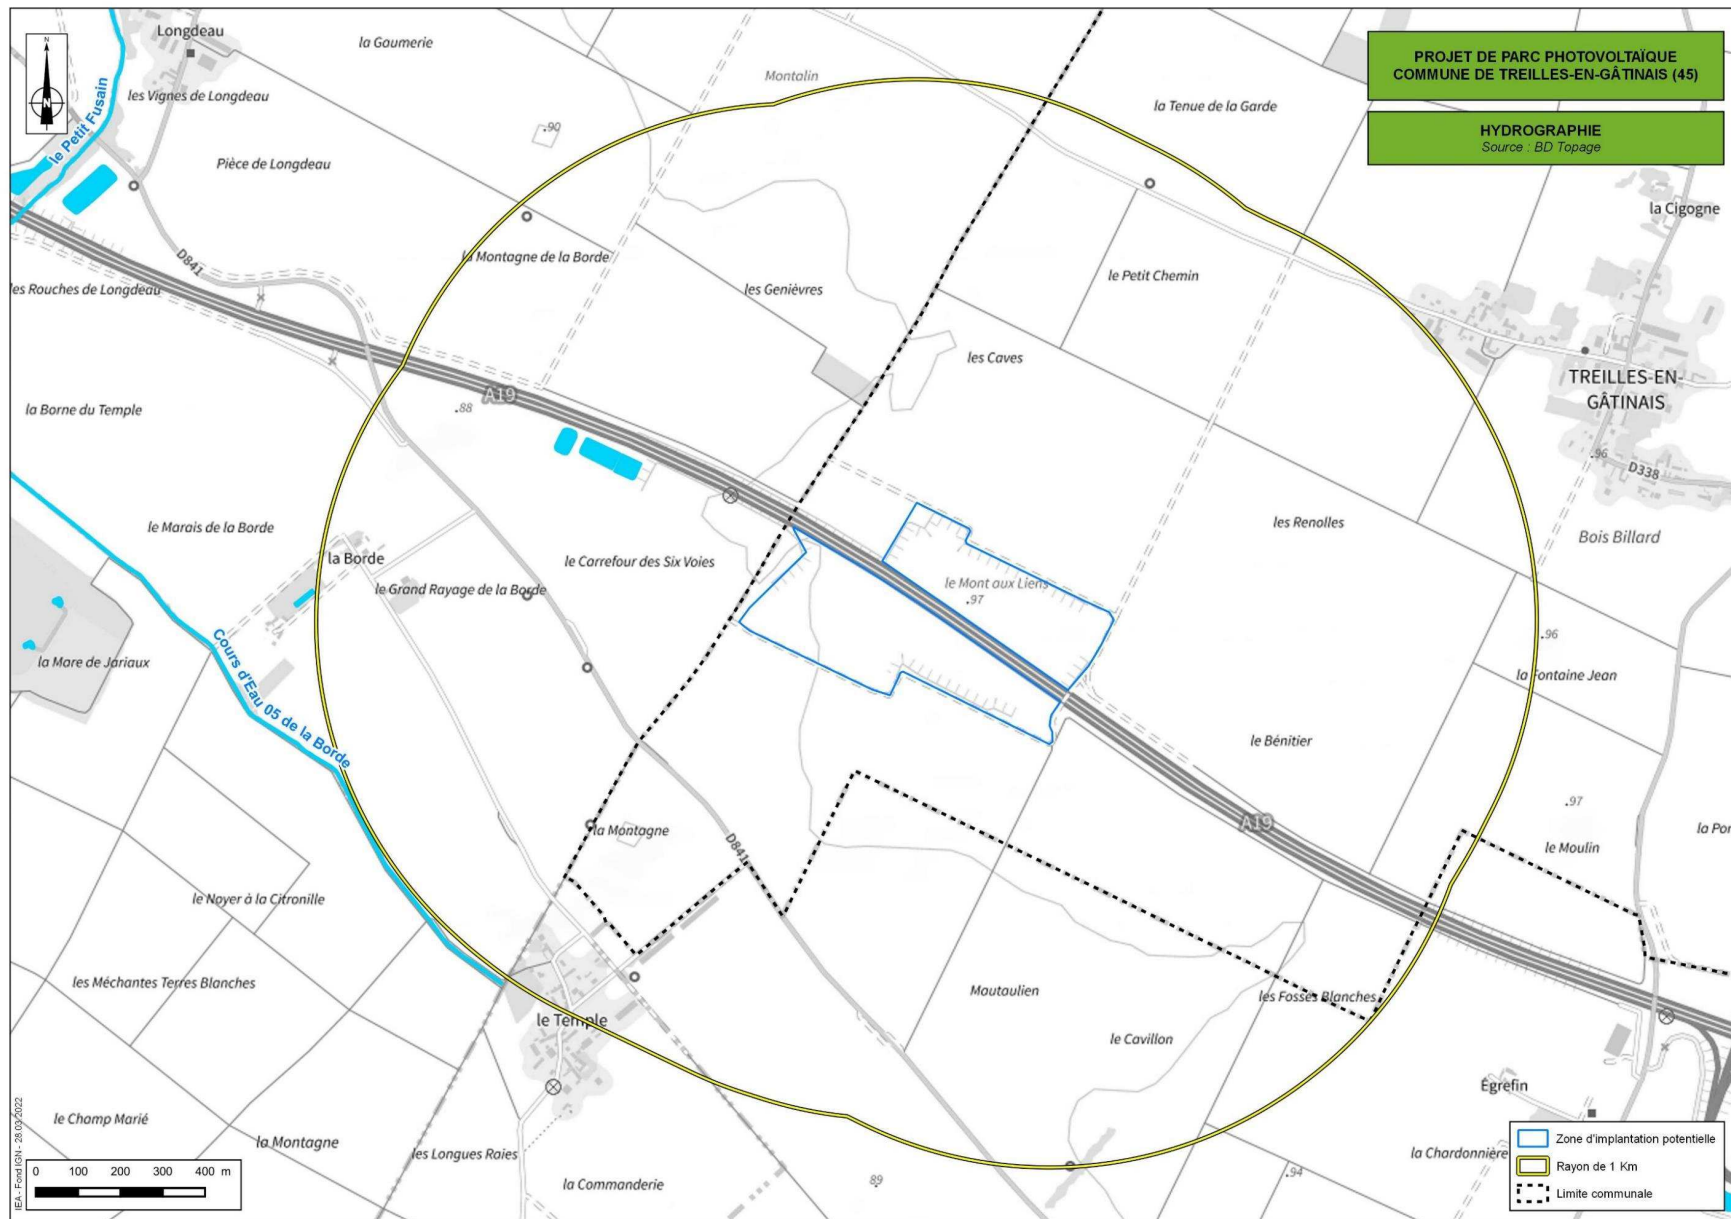 Longdeau
la Gaumerie
Montalin
PROJET DE PARC PHOTOVOLTAÏQUE
COMMUNE DE TREILLES-EN-GÂTINAIS (45)
N
N
les Vignes de Longdeau
la Tenue de la Garde
le Petit Fusain
.90
HYDROGRAPHIE
Source : BD Topage
Pièce de Longdeau
la Cigogne
D841
la Montagne de la Borde
les Rouches de Longdeau
les Genièvres
le Petit Chemin
les Caves
TREILLES-EN-
GÂTINAIS
A19
.88
la Borne du Temple
.96
D338
le Marais de la Borde
les Renolles
Bois Billard
la Borde
le Carrefour des Six Voies
le Grand Rayage de la Borde
le Mont aux Liens
.97
.96
la Mare de Jariaux
Cours d'Eau 05 de la Borde
la Fontaine Jean
le Bénitier
.97
A19
la Montagne
D841
la Por
le Moulin
le Noyer à la Citronille
les Méchantes Terres Blanches
Mautaulien
les Fosses Blanches
le Temple
le Cavillon
Égrefin
le Champ Marié
la Montagne
les Longues Raies
la Chardonnière
Zone d'implantation potentielle
Rayon de 1 Km
Limite communale
.94
89
la Commanderie
0 100 200 300 400 m
IEA - Fond IGN - 28.03.2022